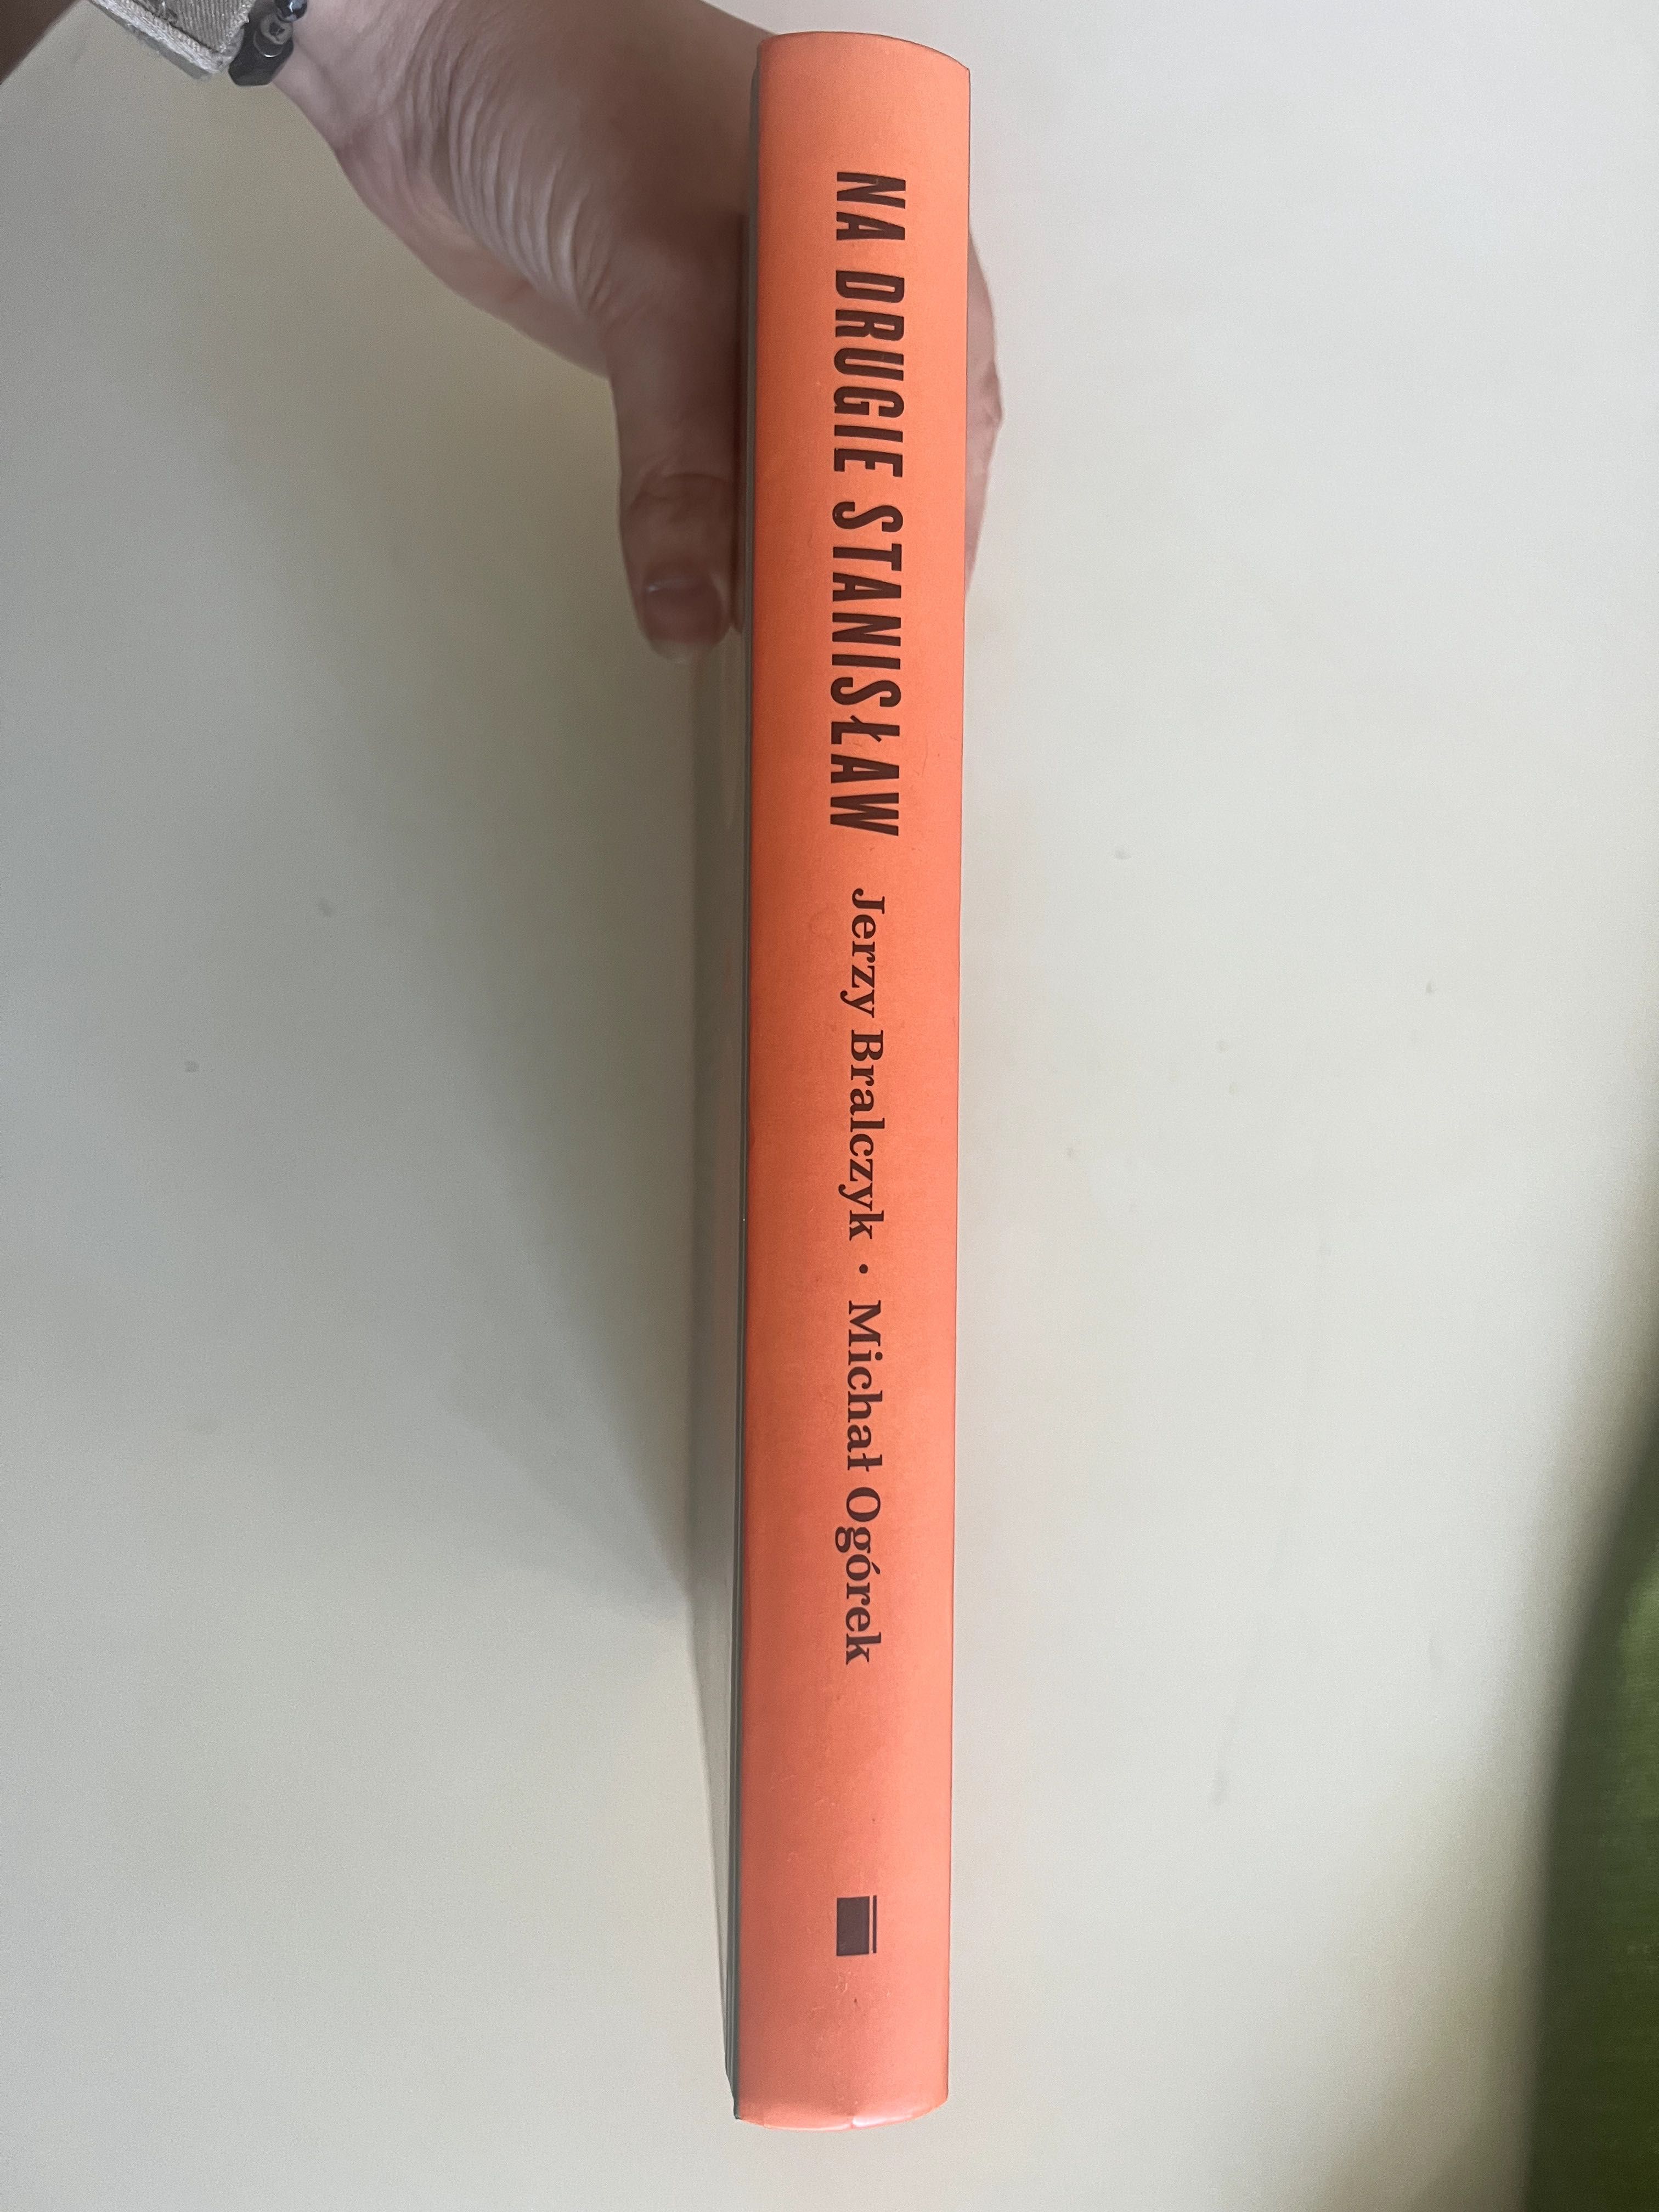 NA DRUGIE STANISŁAW Jerzy Bralczyk • Michał Ogórek